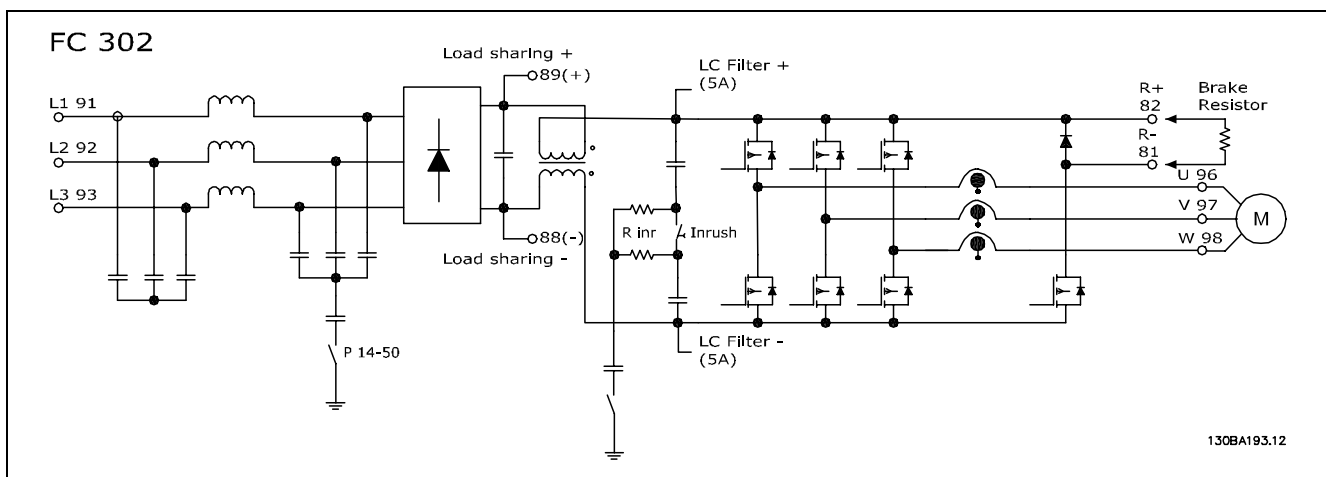 FC 302
Load sharing +
89(+)
LC Filter +
(5A)
R+
82
Brake
Resistor
L1 91
R-
81
L2 92
U 96
L3 93
V 97
M
R inr
Inrush
88(-)
W 98
Load sharing -
LC Filter -
(5A)
P 14-50
130BA193.12